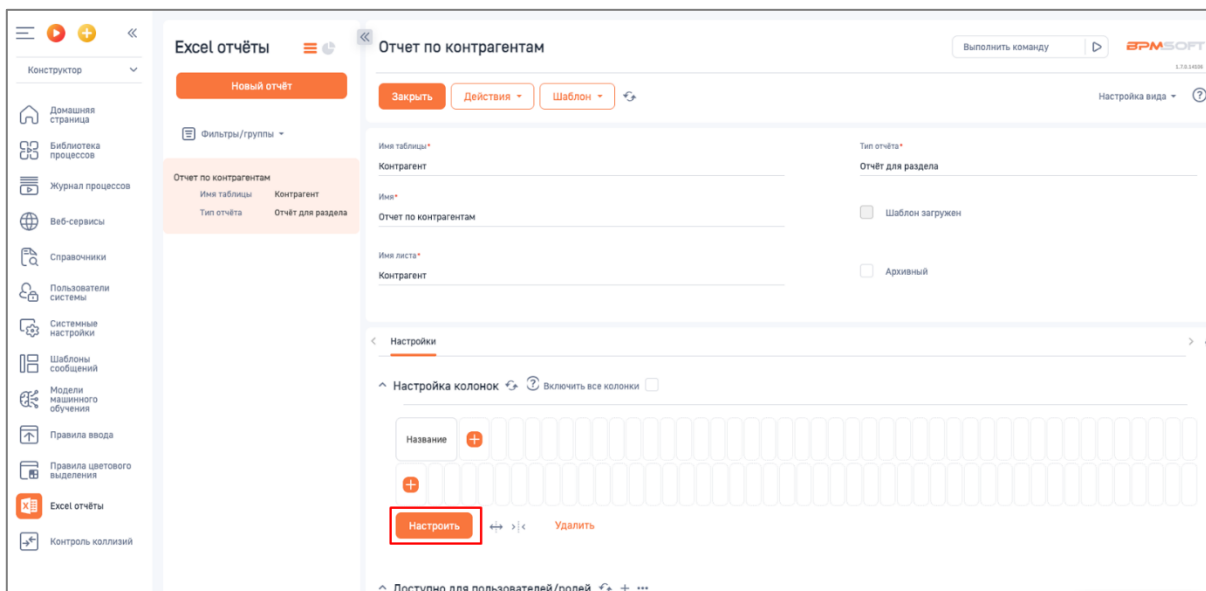 Конструктор
Домашняя
страница
Библиотека
процессов
Журнал процессов
Веб-сервисы
Справочники
Пользователи
системы
Системные
настройки
Шаблоны
сообщений
Модели
машинного
обучения
Правила ввода
Правила цветового
выделения
Excel отчёты
Контроль коллизий
Excel отчёты
Новый отчёт
Фильтры/группы
Отчет по контрагентам
Имя таблицы Контрагент
Тип отчёта Отчёт для раздела
Отчет по контрагентам
Выполнить команду
BPMSOFT
Закрыть Действия Шаблон
Настройка вида
Имя таблицы*
Контрагент
Тип отчёта*
Отчёт для раздела
Имя*
Отчет по контрагентам
Шаблон загружен
Имя листа*
Контрагент
Архивный
Настройки
Настройка колонок Включить все колонки
Название
Настроить Удалить
Доступно для пользователей/ролей